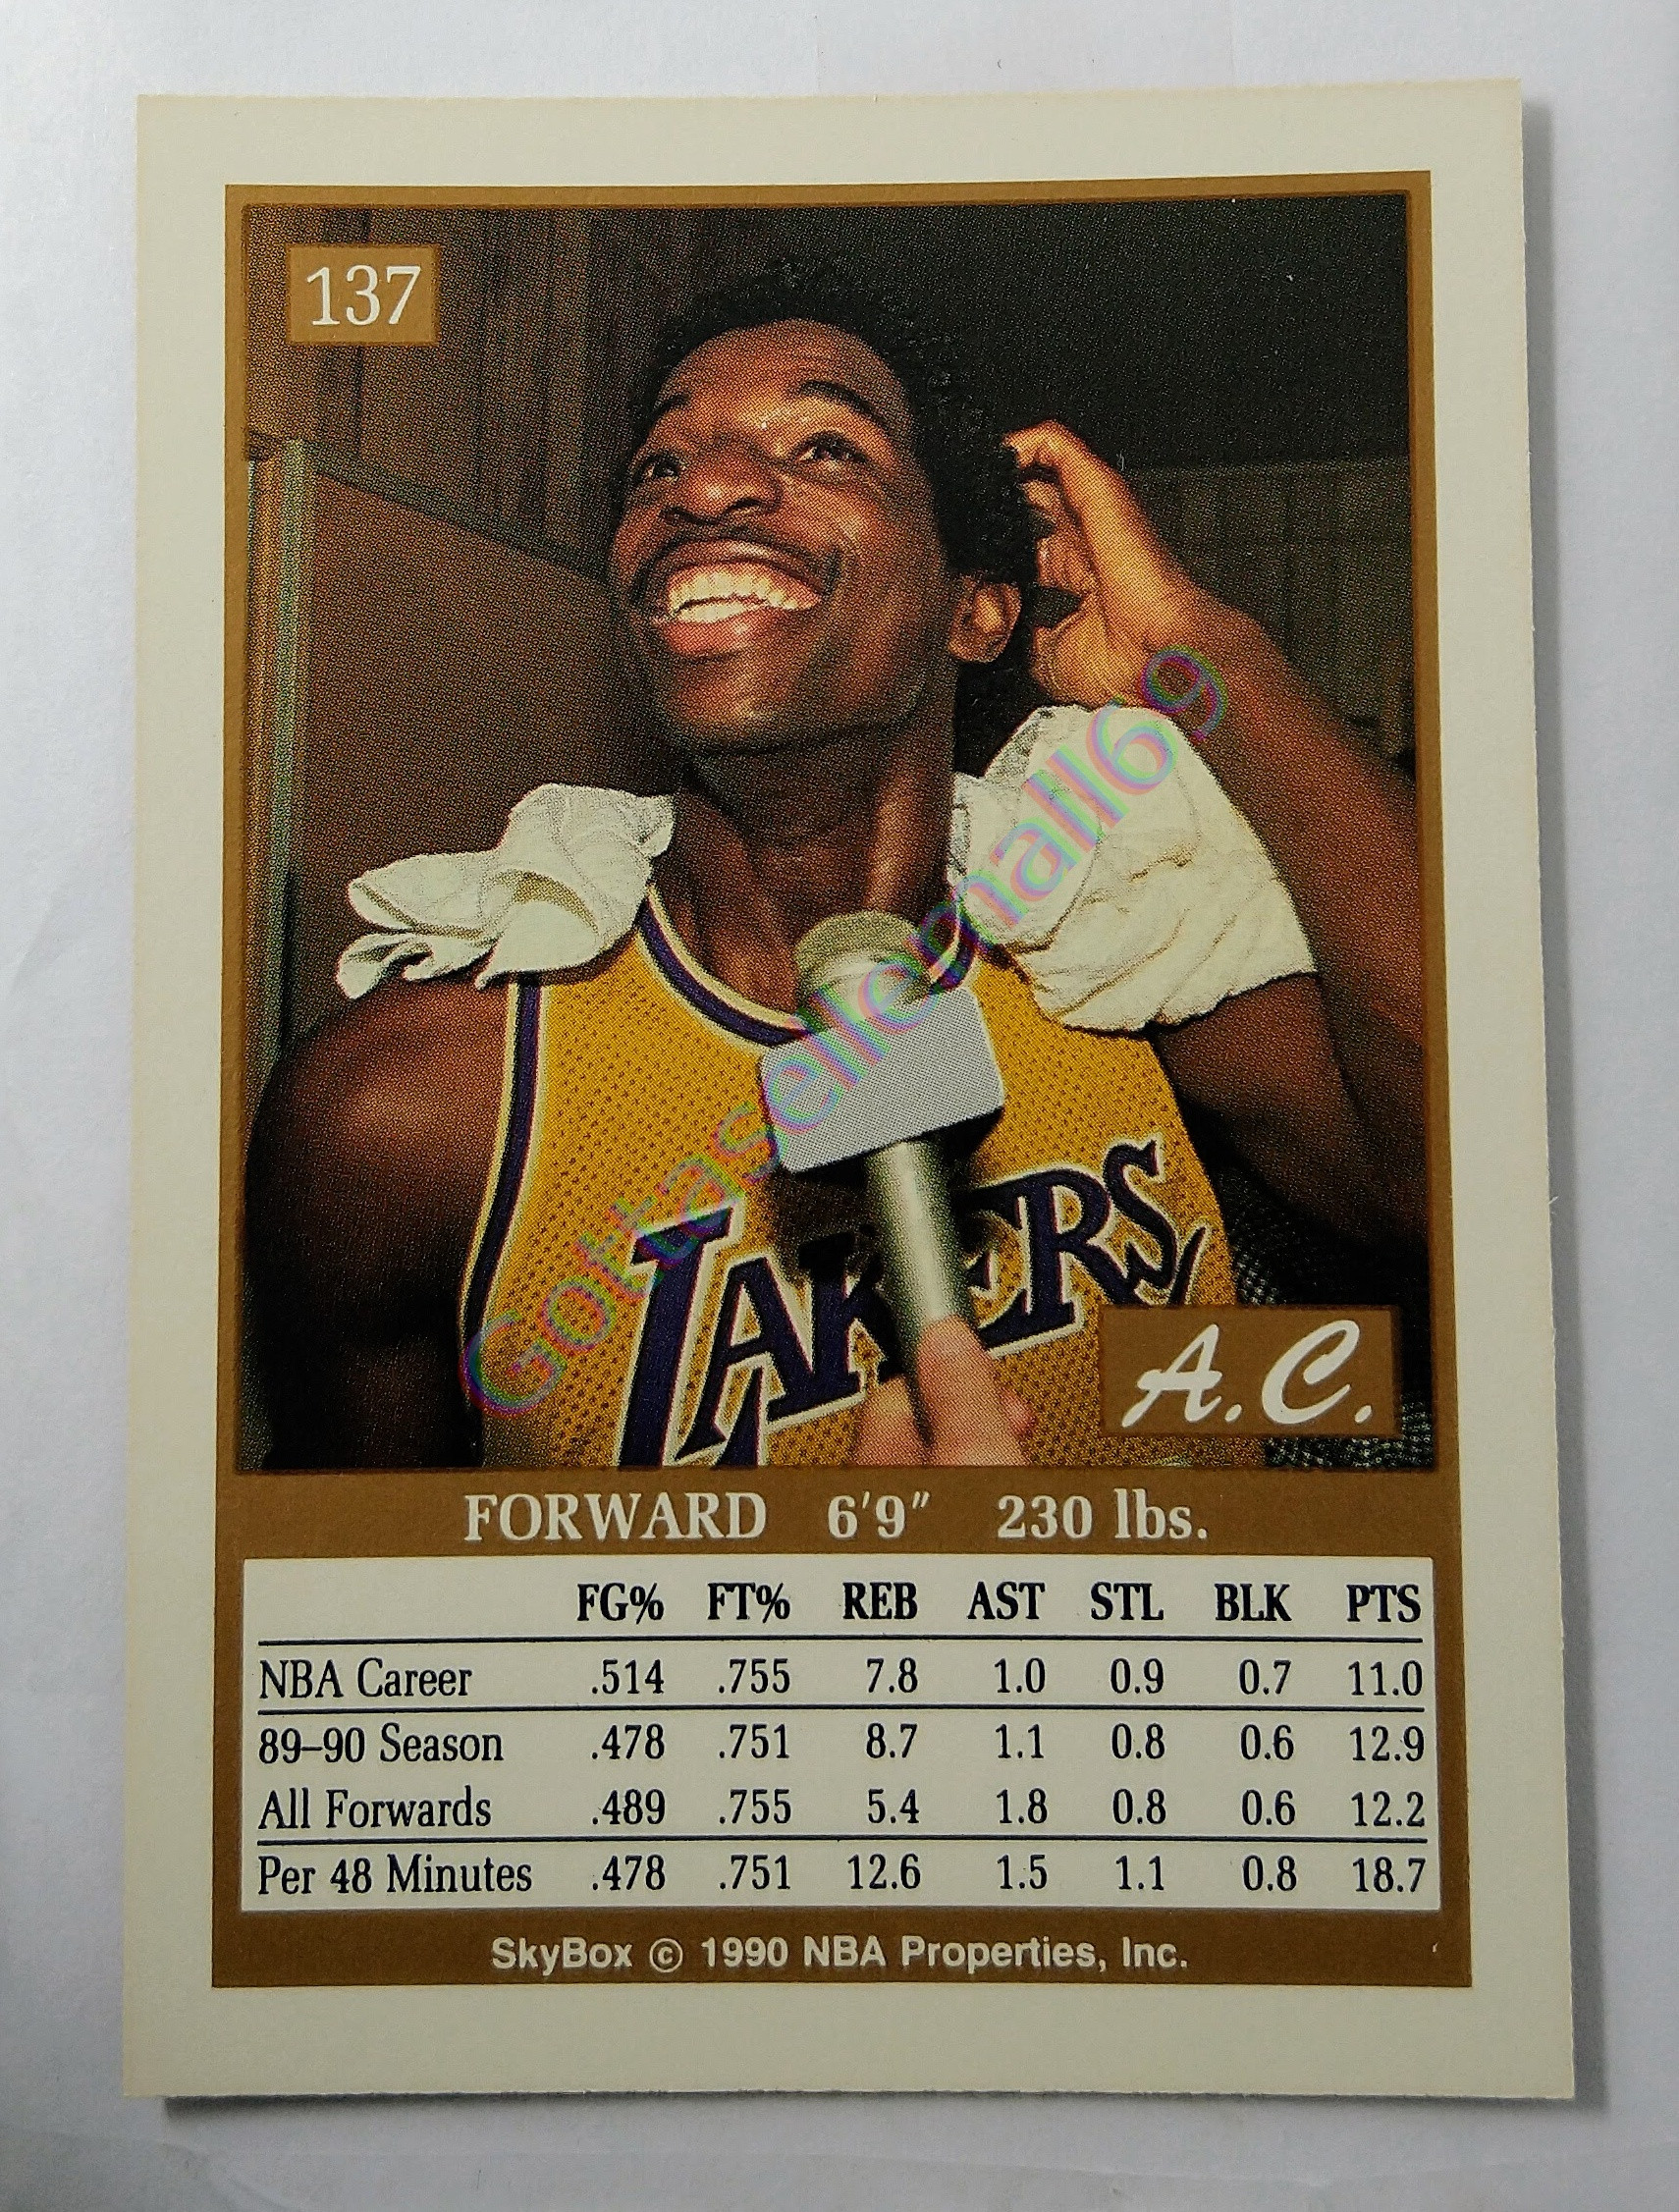 137
Gottasellemall69
LAKERS
A.C.
FORWARD 6'9" 230 lbs.
FG% FT% REB AST STL BLK PTS
NBA Career .514 .755 7.8 1.0 0.9 0.7 11.0
89–90 Season .478 .751 8.7 1.1 0.8 0.6 12.9
All Forwards .489 .755 5.4 1.8 0.8 0.6 12.2
Per 48 Minutes .478 .751 12.6 1.5 1.1 0.8 18.7
SkyBox © 1990 NBA Properties, Inc.